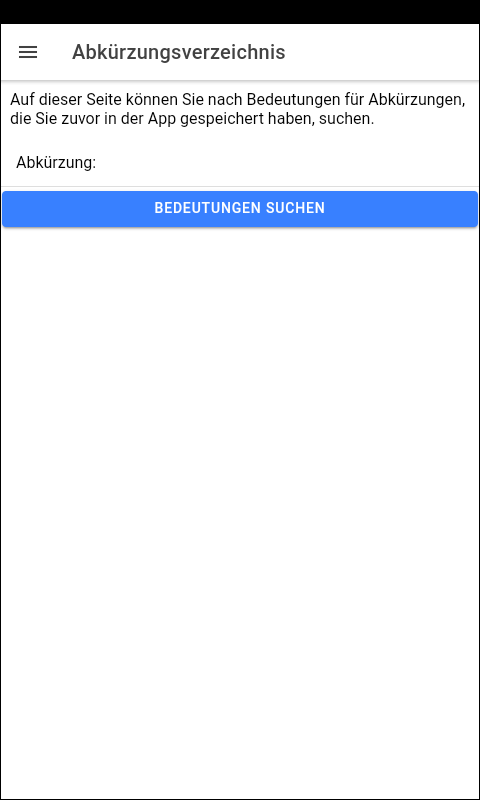 Abkürzungsverzeichnis
Auf dieser Seite können Sie nach Bedeutungen für Abkürzungen,
die Sie zuvor in der App gespeichert haben, suchen.
Abkürzung:
BEDEUTUNGEN SUCHEN